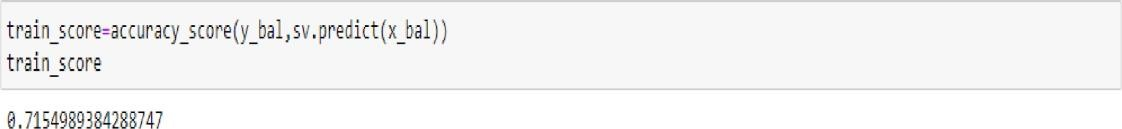 train_score=accuracy_score(y_bal,sv.predict(x_bal))
train_score
0.7154989384288747